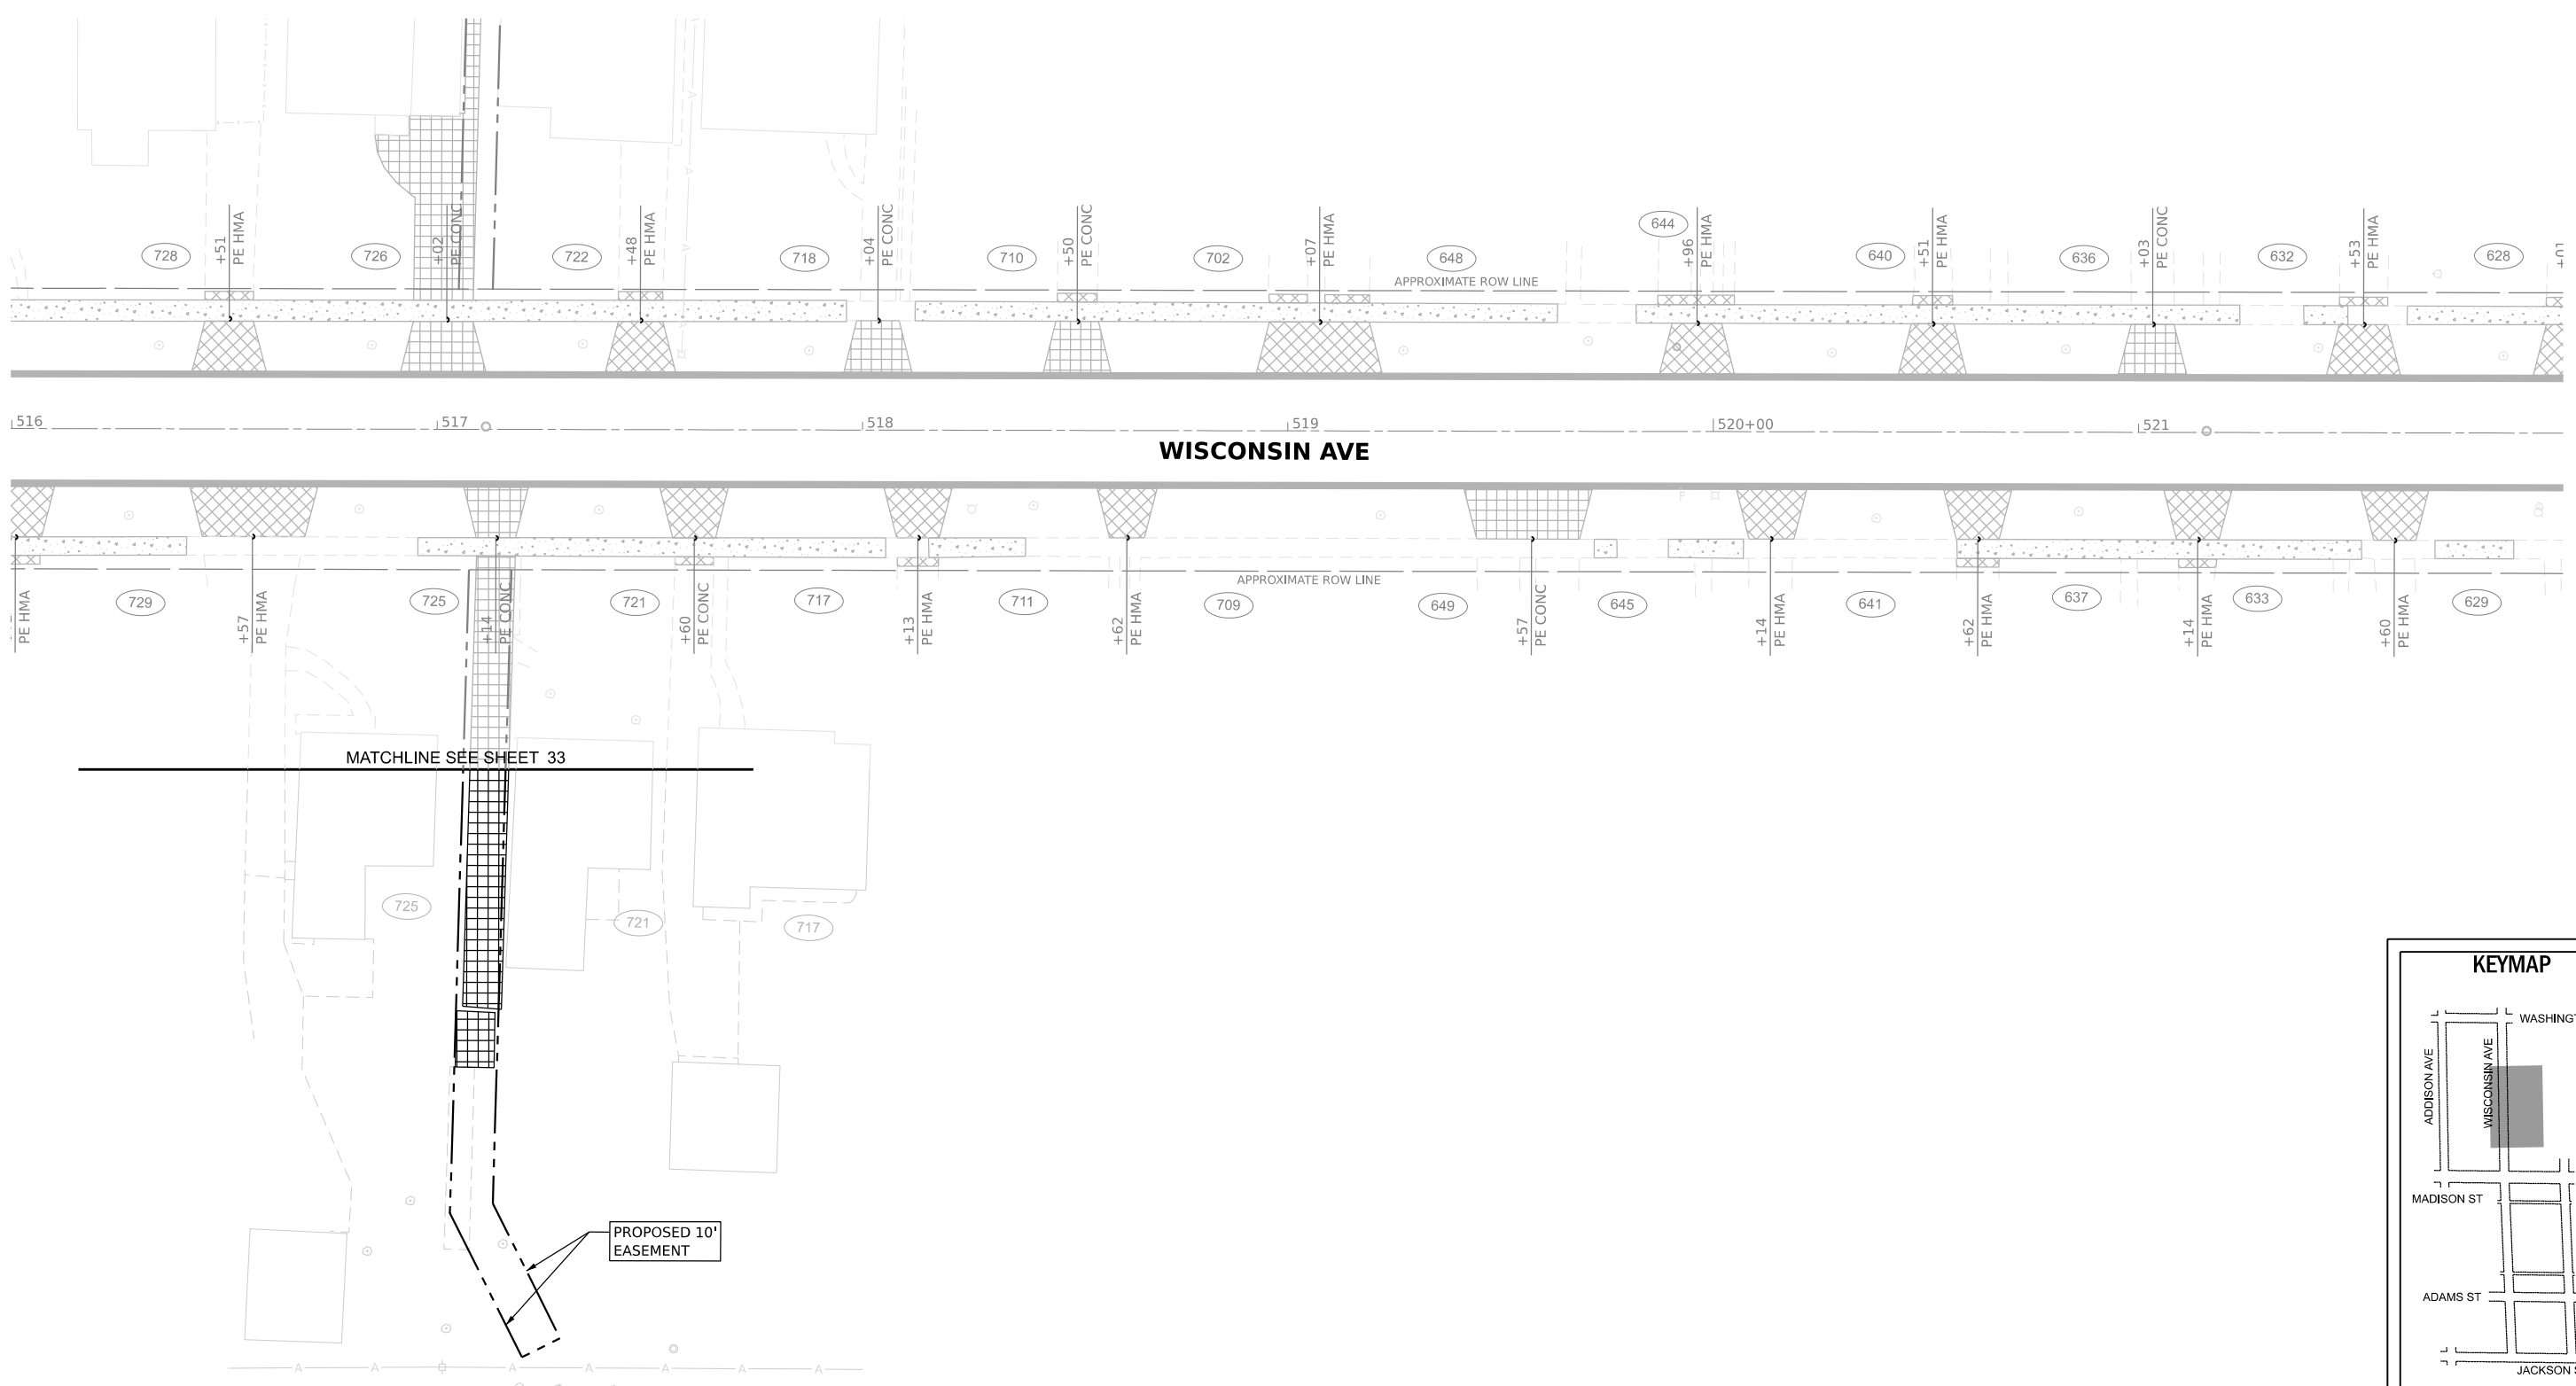 728
+51
PE HMA
726
+02
PE CONC
722
+48
PE HMA
718
+04
PE CONC
710
+50
PE CONC
702
+07
PE HMA
648
644
+96
PE HMA
640
+51
PE HMA
636
+03
PE CONC
632
+53
PE HMA
628
APPROXIMATE ROW LINE
516
517
518
519
520+00
521
WISCONSIN AVE
APPROXIMATE ROW LINE
PE HMA
729
+57
PE HMA
725
+14
PE CONC
721
+60
PE CONC
717
+13
PE HMA
711
+62
PE HMA
709
649
+57
PE CONC
645
+14
PE HMA
641
+62
PE HMA
637
+14
PE HMA
633
+60
PE HMA
629
MATCHLINE SEE SHEET 33
725
721
717
PROPOSED 10'
EASEMENT
A A A A A A A A
KEYMAP
WASHINGT
ADDISON AVE
WISCONSIN AVE
MADISON ST
ADAMS ST
JACKSON S